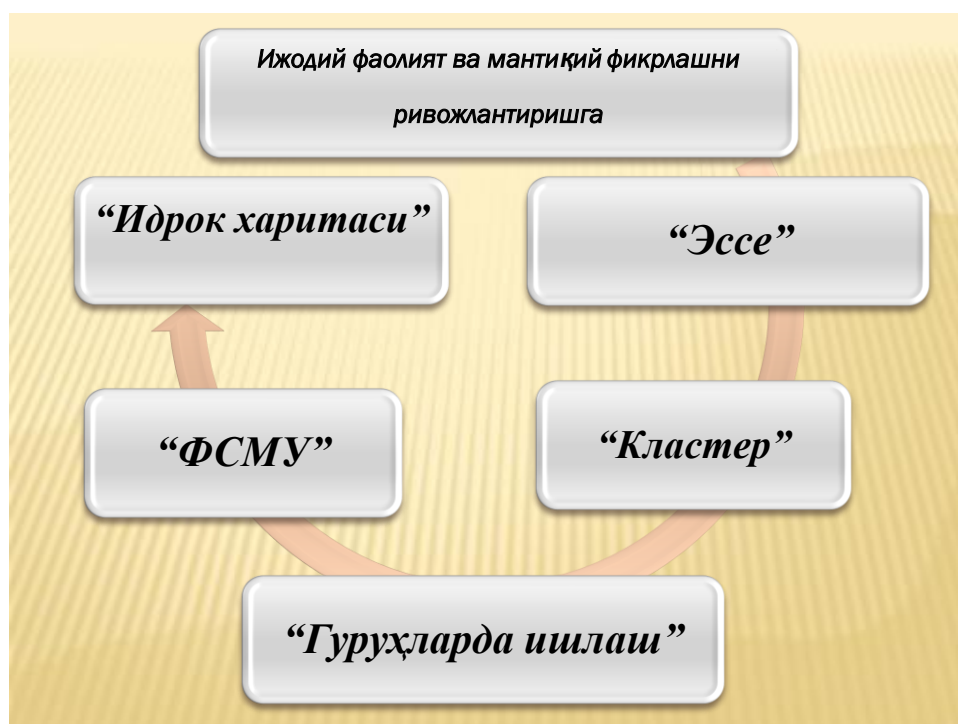 Ижодий фаолият ва мантиқий фикрлашни
ривожлантиришга
“Идрок харитаси”
“Эссе”
“ФСМУ”
“Кластер”
“Гуруҳларда ишлаш”